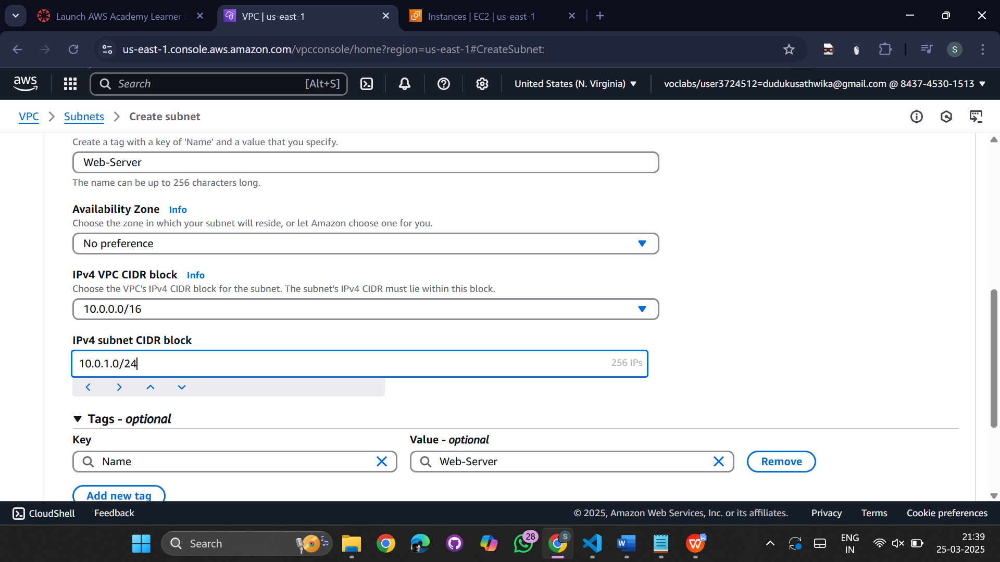 Launch AWS Academy Learner
VPC | us-east-1
Instances | EC2 | us-east-1
us-east-1.console.aws.amazon.com/vpcconsole/home?region=us-east-1#CreateSubnet:
S
aws
Search
[Alt+S]
United States (N. Virginia)
voclabs/user3724512=dudukusathwika@gmail.com @ 8437-4530-1513
VPC
Subnets
Create subnet
Create a tag with a key of 'Name' and a value that you specify.
Web-Server
The name can be up to 256 characters long.
Availability Zone Info
Choose the zone in which your subnet will reside, or let Amazon choose one for you.
No preference
IPv4 VPC CIDR block Info
Choose the VPC's IPv4 CIDR block for the subnet. The subnet's IPv4 CIDR must lie within this block.
10.0.0.0/16
IPv4 subnet CIDR block
10.0.1.0/24
256 IPs
Tags - optional
Key
Value - optional
Name
Web-Server
Remove
Add new tag
CloudShell
Feedback
© 2025, Amazon Web Services, Inc. or its affiliates.
Privacy
Terms
Cookie preferences
Search
28
S
W
W
ENG
IN
21:39
25-03-2025